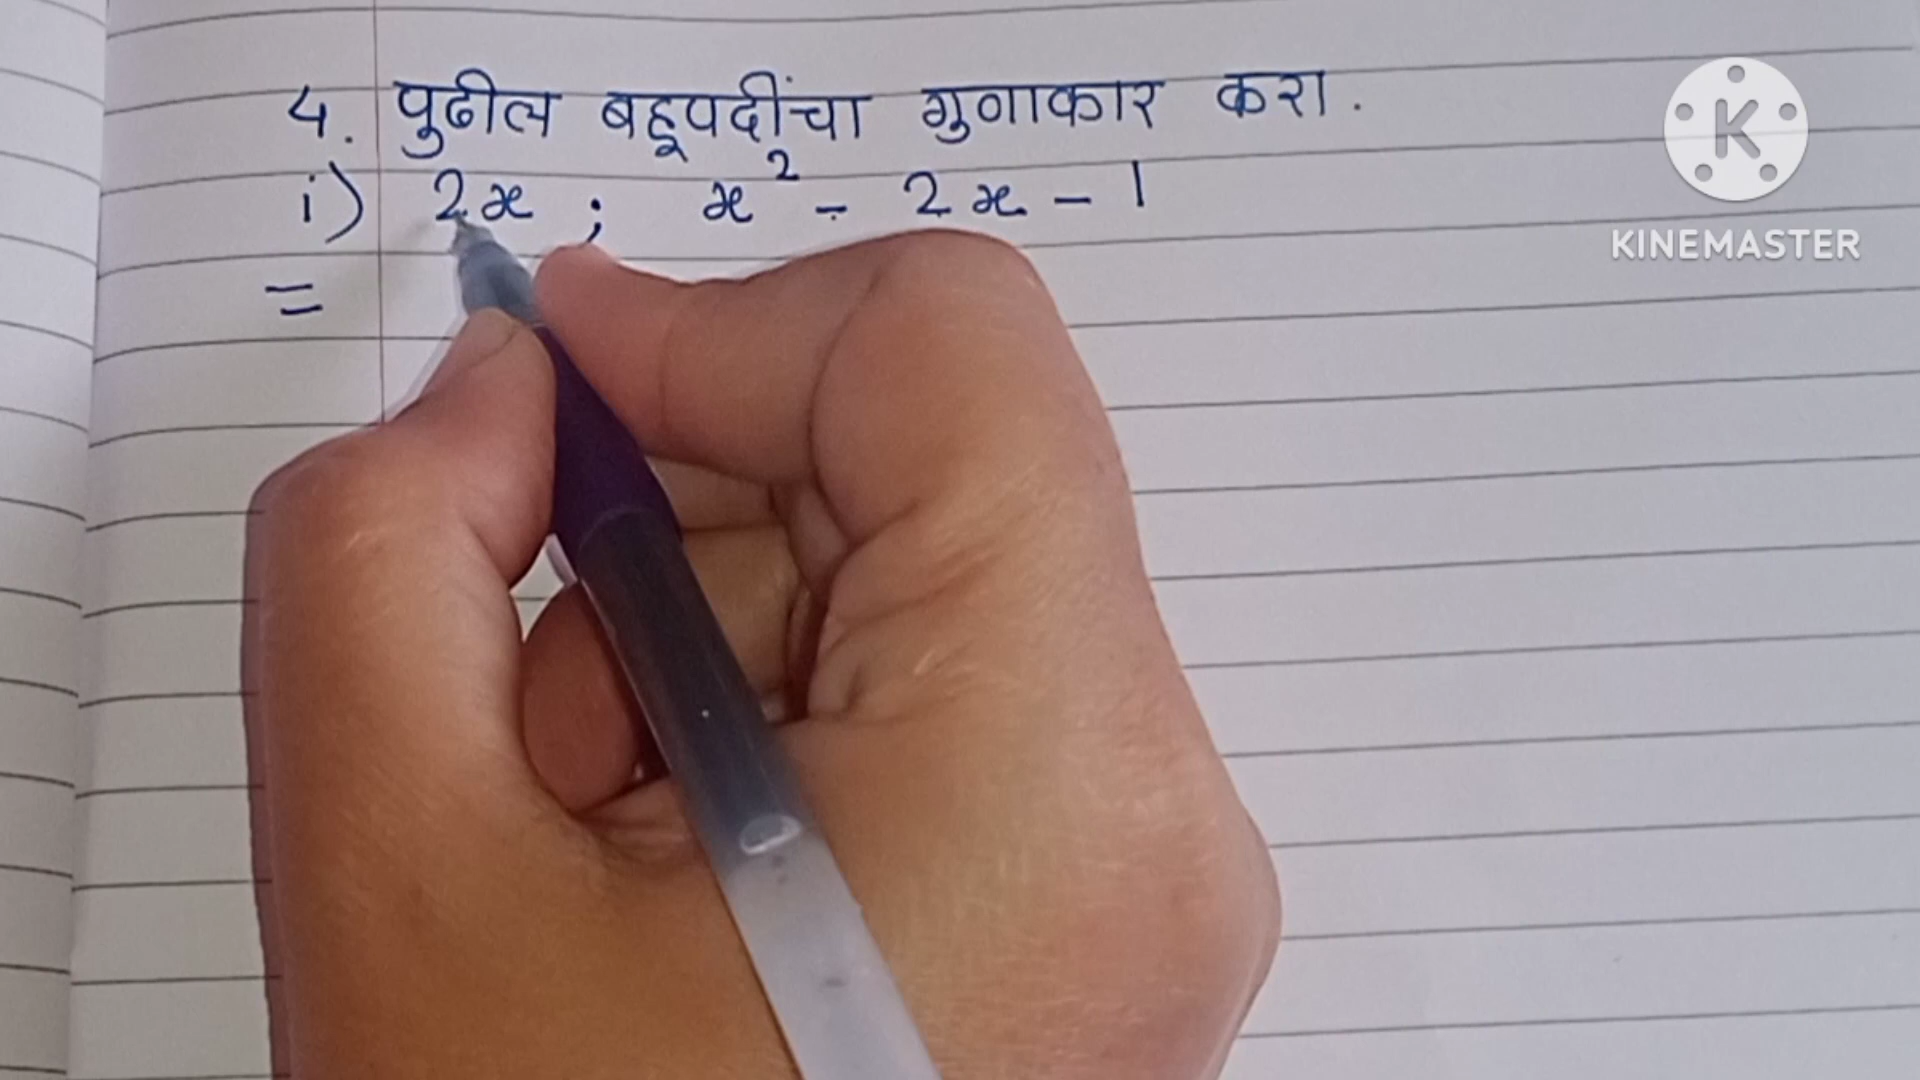 4. पुढील बहूपदींचा गुणाकार करा.
i) 2x ; x² - 2x - 1
=
K
KINEMASTER